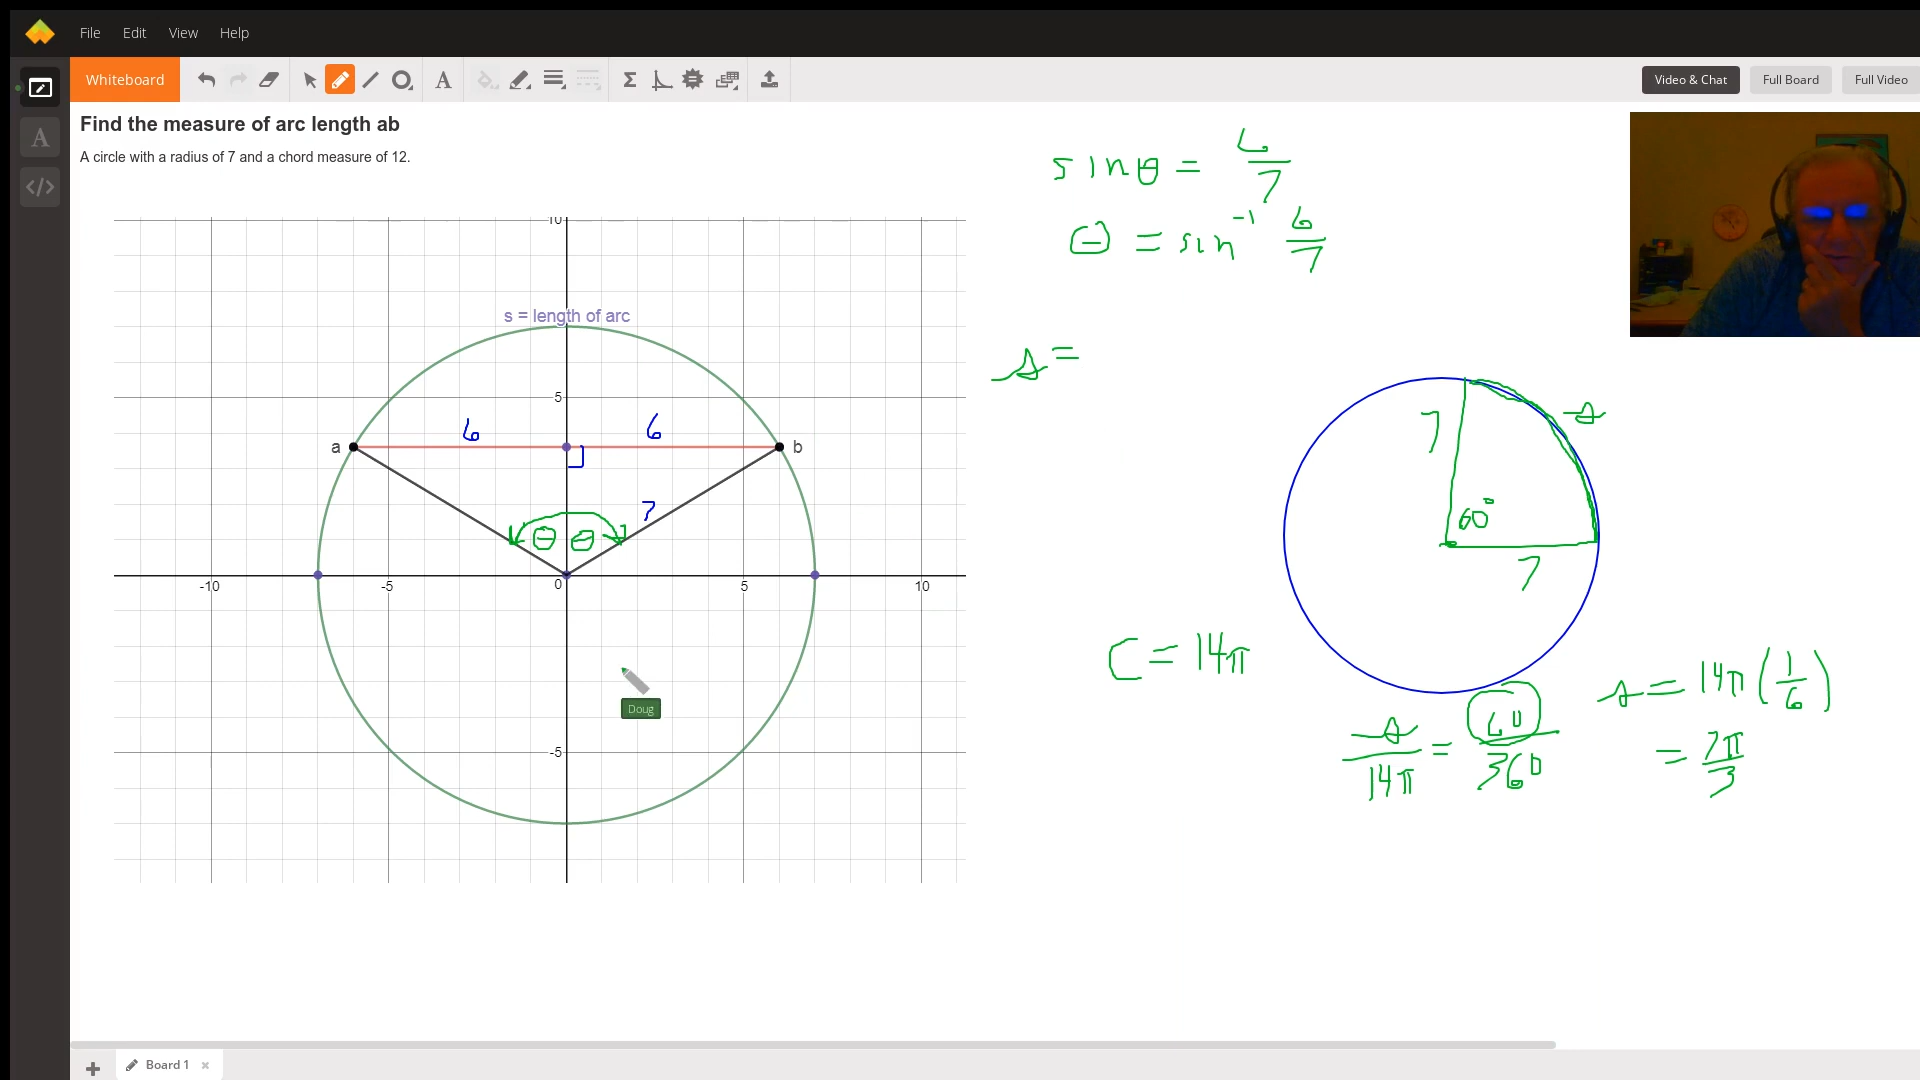 File Edit View Help
Whiteboard
Video & Chat Full Board Full Video
Find the measure of arc length ab
A circle with a radius of 7 and a chord measure of 12.
sinθ = 6/7
θ = sin⁻¹ 6/7
10
s = length of arc
s =
5
6 6
a b
7
θ θ
-10 -5 0 5 10
-5
7 s
60°
7
C = 14π
s/14π = 60/360
s = 14π (1/6)
= 7π/3
Doug
Board 1